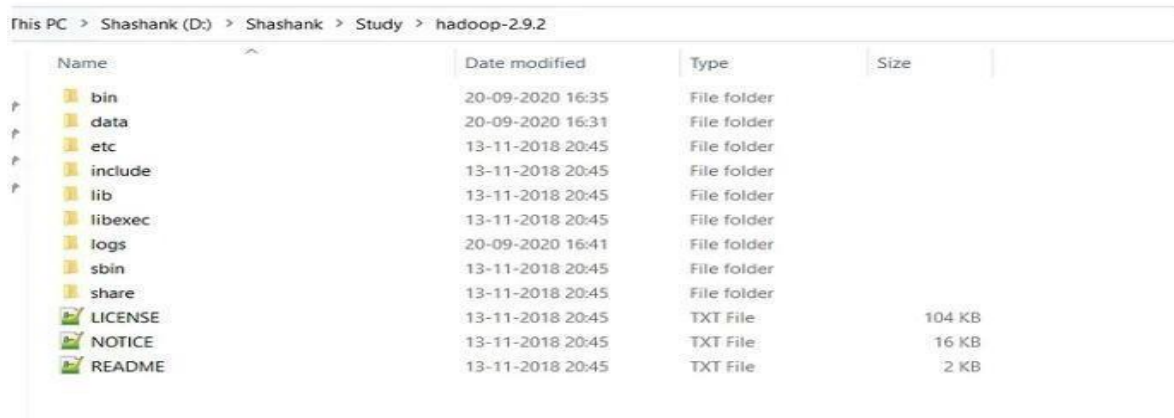 This PC > Shashank (D:) > Shashank > Study > hadoop-2.9.2
Name Date modified Type Size
bin 20-09-2020 16:35 File folder
data 20-09-2020 16:31 File folder
etc 13-11-2018 20:45 File folder
include 13-11-2018 20:45 File folder
lib 13-11-2018 20:45 File folder
libexec 13-11-2018 20:45 File folder
logs 20-09-2020 16:41 File folder
sbin 13-11-2018 20:45 File folder
share 13-11-2018 20:45 File folder
LICENSE 13-11-2018 20:45 TXT File 104 KB
NOTICE 13-11-2018 20:45 TXT File 16 KB
README 13-11-2018 20:45 TXT File 2 KB